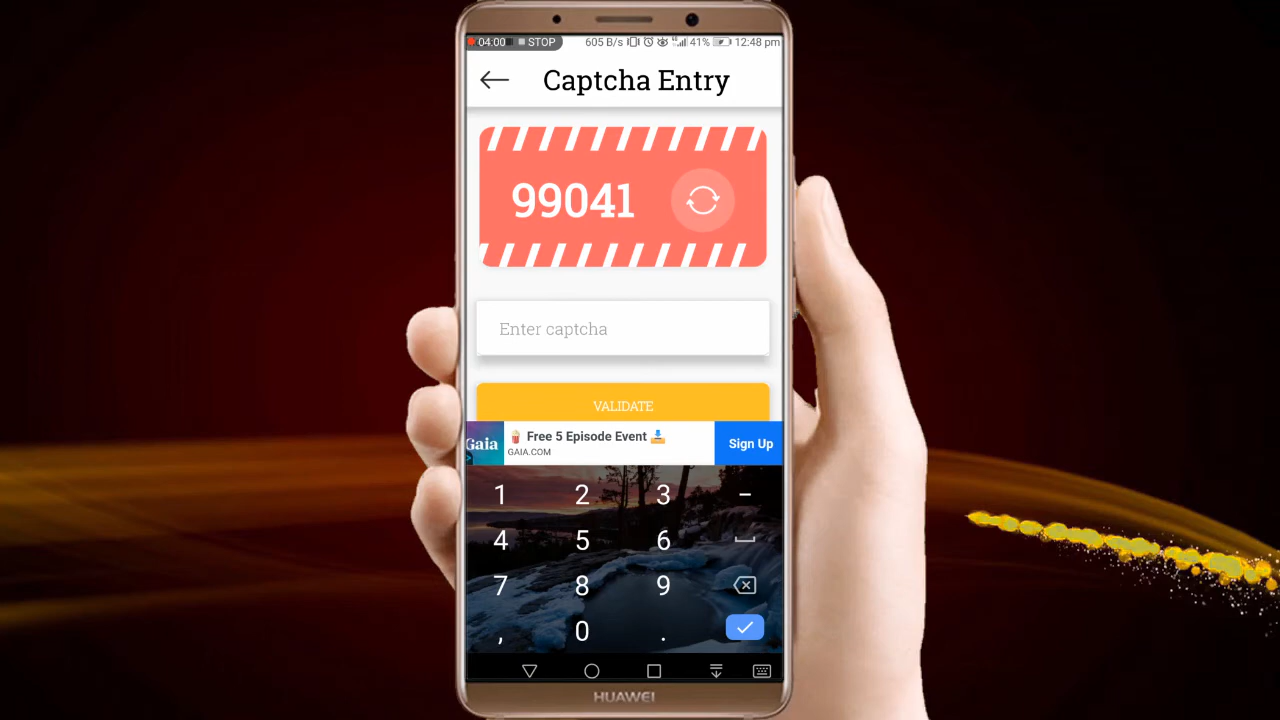 04:00 STOP 605 B/s 41% 12:48 pm
Captcha Entry
99041
Enter captcha
VALIDATE
Gaia Free 5 Episode Event Sign Up
GAIA.COM
1 2 3 -
4 5 6
7 8 9
, 0 .
HUAWEI